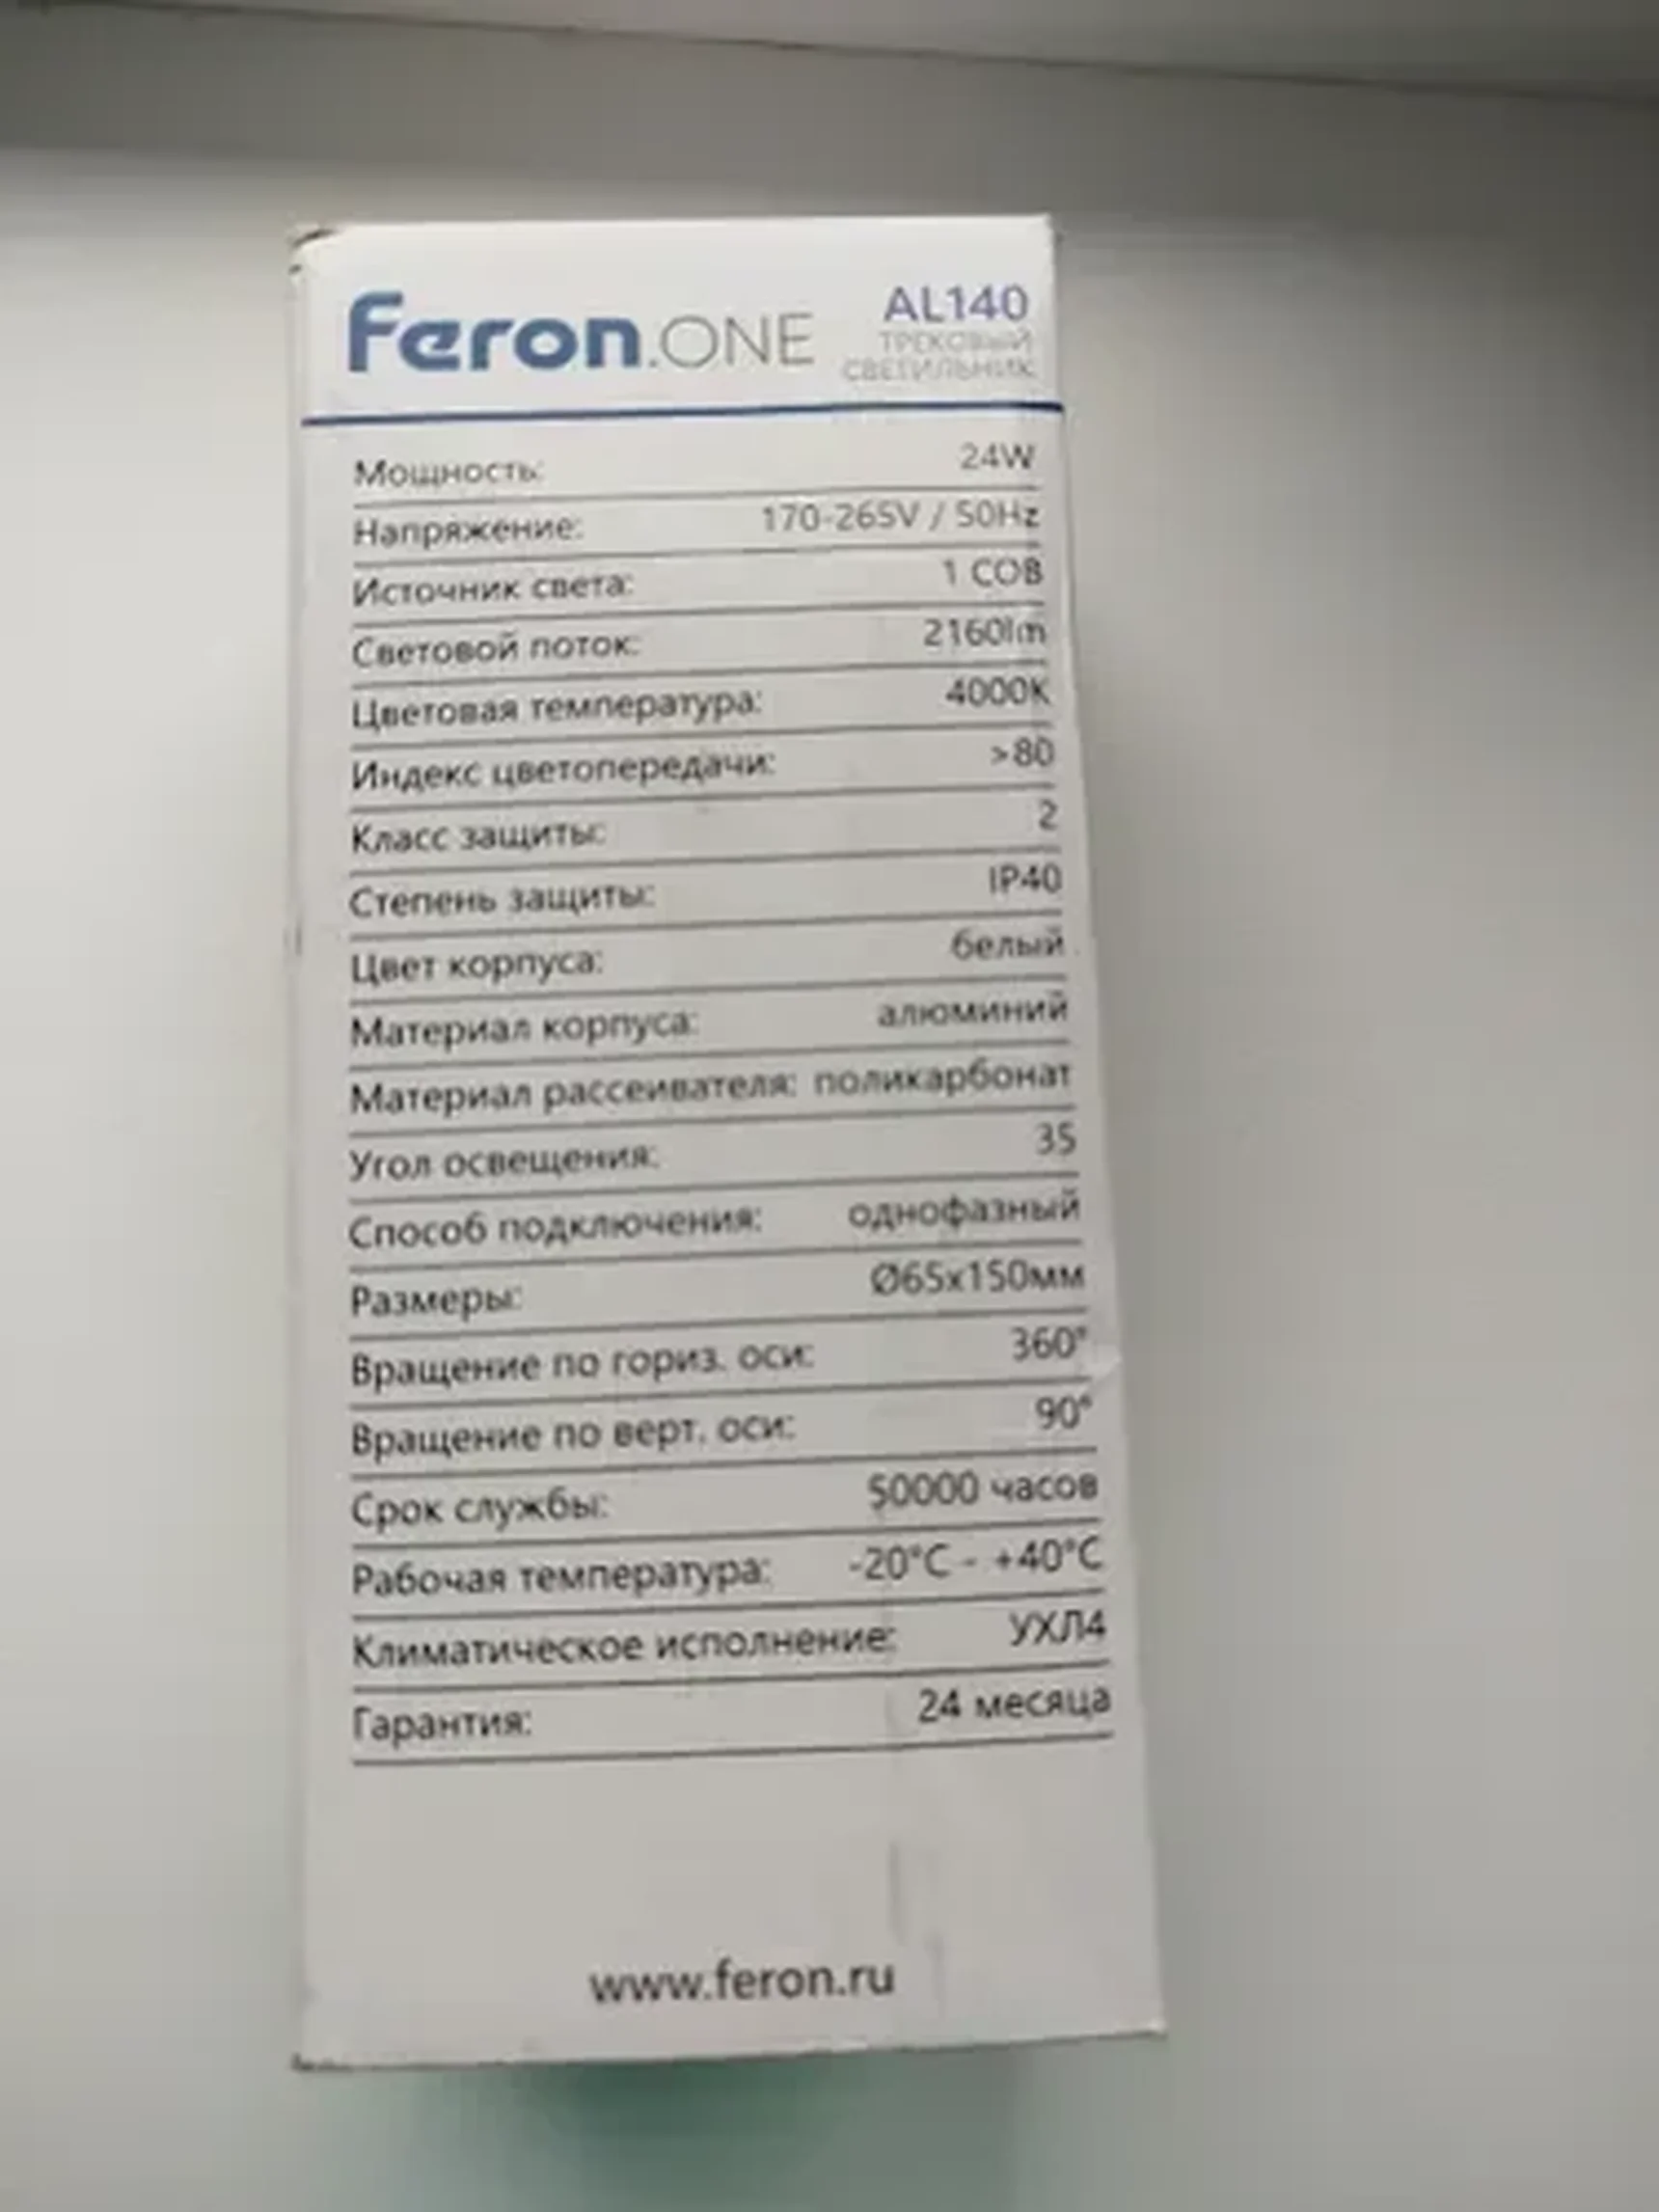 Feron.ONE AL140
ТРЕКОВЫЙ
СВЕТИЛЬНИК
Мощность: 24W
Напряжение: 170-265V / 50Hz
Источник света: 1 COB
Световой поток: 2160lm
Цветовая температура: 4000K
Индекс цветопередачи: >80
Класс защиты: 2
Степень защиты: IP40
Цвет корпуса: белый
Материал корпуса: алюминий
Материал рассеивателя: поликарбонат
Угол освещения: 35
Способ подключения: однофазный
Размеры: Ø65x150мм
Вращение по гориз. оси: 360°
Вращение по верт. оси: 90°
Срок службы: 50000 часов
Рабочая температура: -20°C - +40°C
Климатическое исполнение: УХЛ4
Гарантия: 24 месяца
www.feron.ru